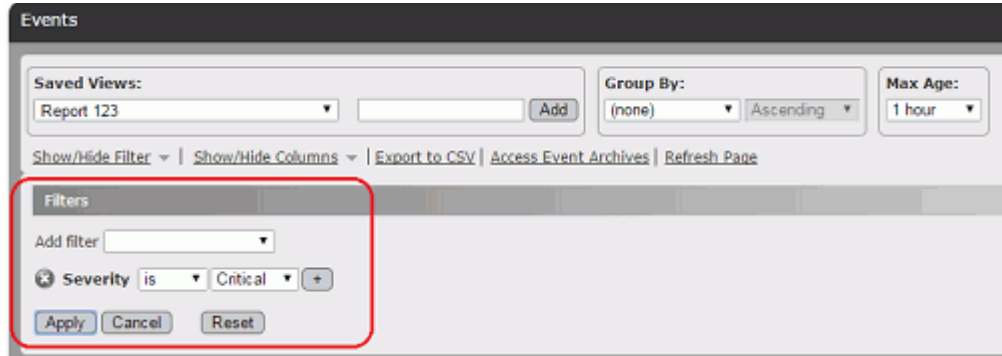 Events
Saved Views: Group By: Max Age:
Report 123 Add (none) Ascending 1 hour
Show/Hide Filter | Show/Hide Columns | Export to CSV | Access Event Archives | Refresh Page
Filters
Add filter
Severity is Critical +
Apply Cancel Reset